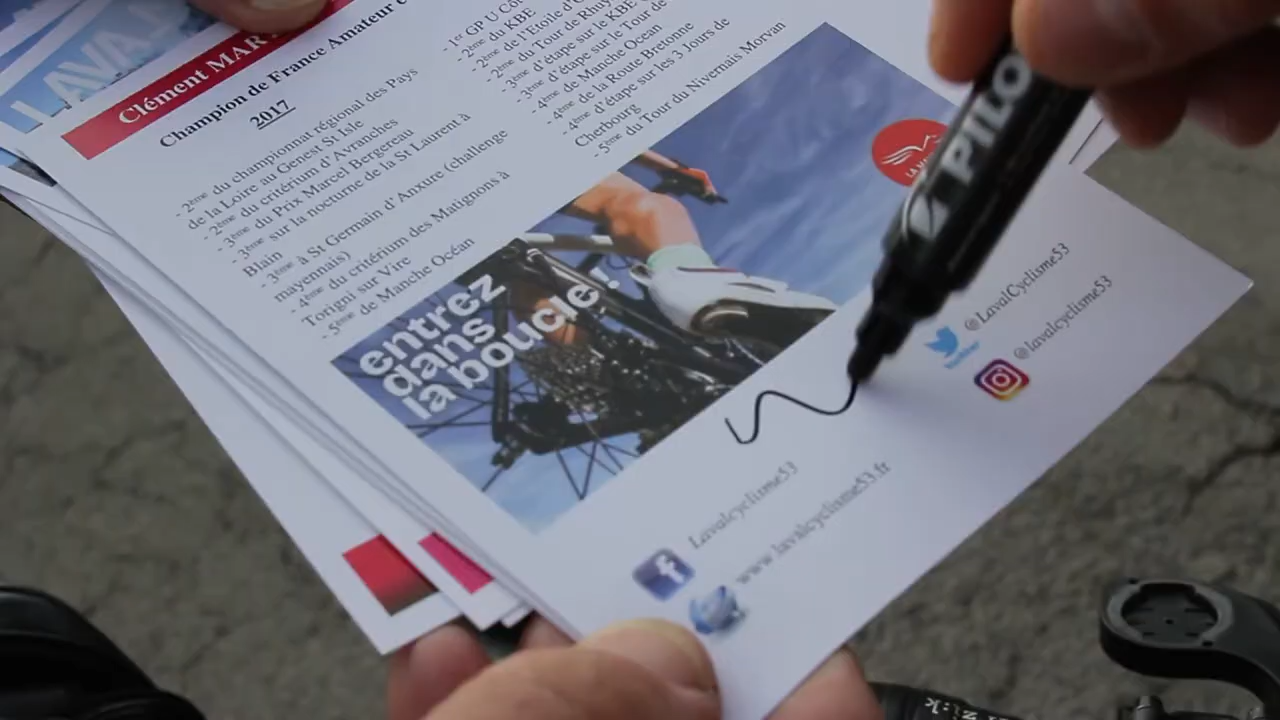 LAVAL
Clément MAR
Champion de France Amateur
2017
- 2ème du championnat régional des Pays
de la Loire au Genest St Isle
- 2ème du critérium d'Avranches
- 3ème du Prix Marcel Bergereau
- 3ème sur la nocturne de la St Laurent à
Blain
- 3ème à St Germain d'Anxure (challenge
mayennais)
- 4ème du critérium des Matignons à
Torigni sur Vire
- 5ème de Manche Océan
- 1er GP U
- 2ème du KBE
- 2ème de l'Etoile
- 2ème du Tour de Rhuys
- 3ème d'étape sur le KBE
- 3ème d'étape sur le Tour de
- 4ème de Manche Ocean
- 4ème de la Route Bretonne
- 4ème d'étape sur les 3 Jours de
Cherbourg
- 5ème du Tour du Nivernais Morvan
entrez
dans
la boucle.
PILO
@LavalCyclisme53
twitter
@lavalcyclisme53
Lavalcyclisme53
www.lavalcyclisme53.fr
zi:k